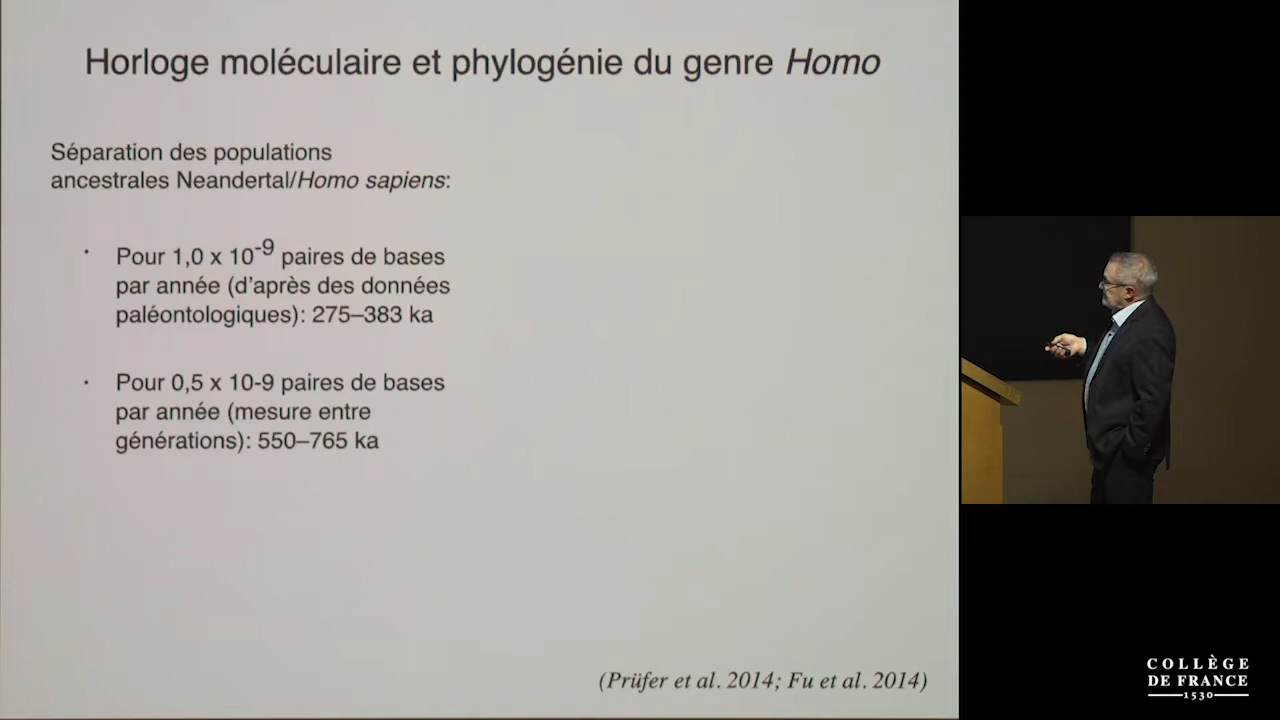 Horloge moléculaire et phylogénie du genre Homo
Séparation des populations
ancestrales Neandertal/Homo sapiens:
· Pour 1,0 x 10⁻⁹ paires de bases
par année (d'après des données
paléontologiques): 275–383 ka
· Pour 0,5 x 10-9 paires de bases
par année (mesure entre
générations): 550–765 ka
(Prüfer et al. 2014; Fu et al. 2014)
COLLÈGE
DE FRANCE
1530